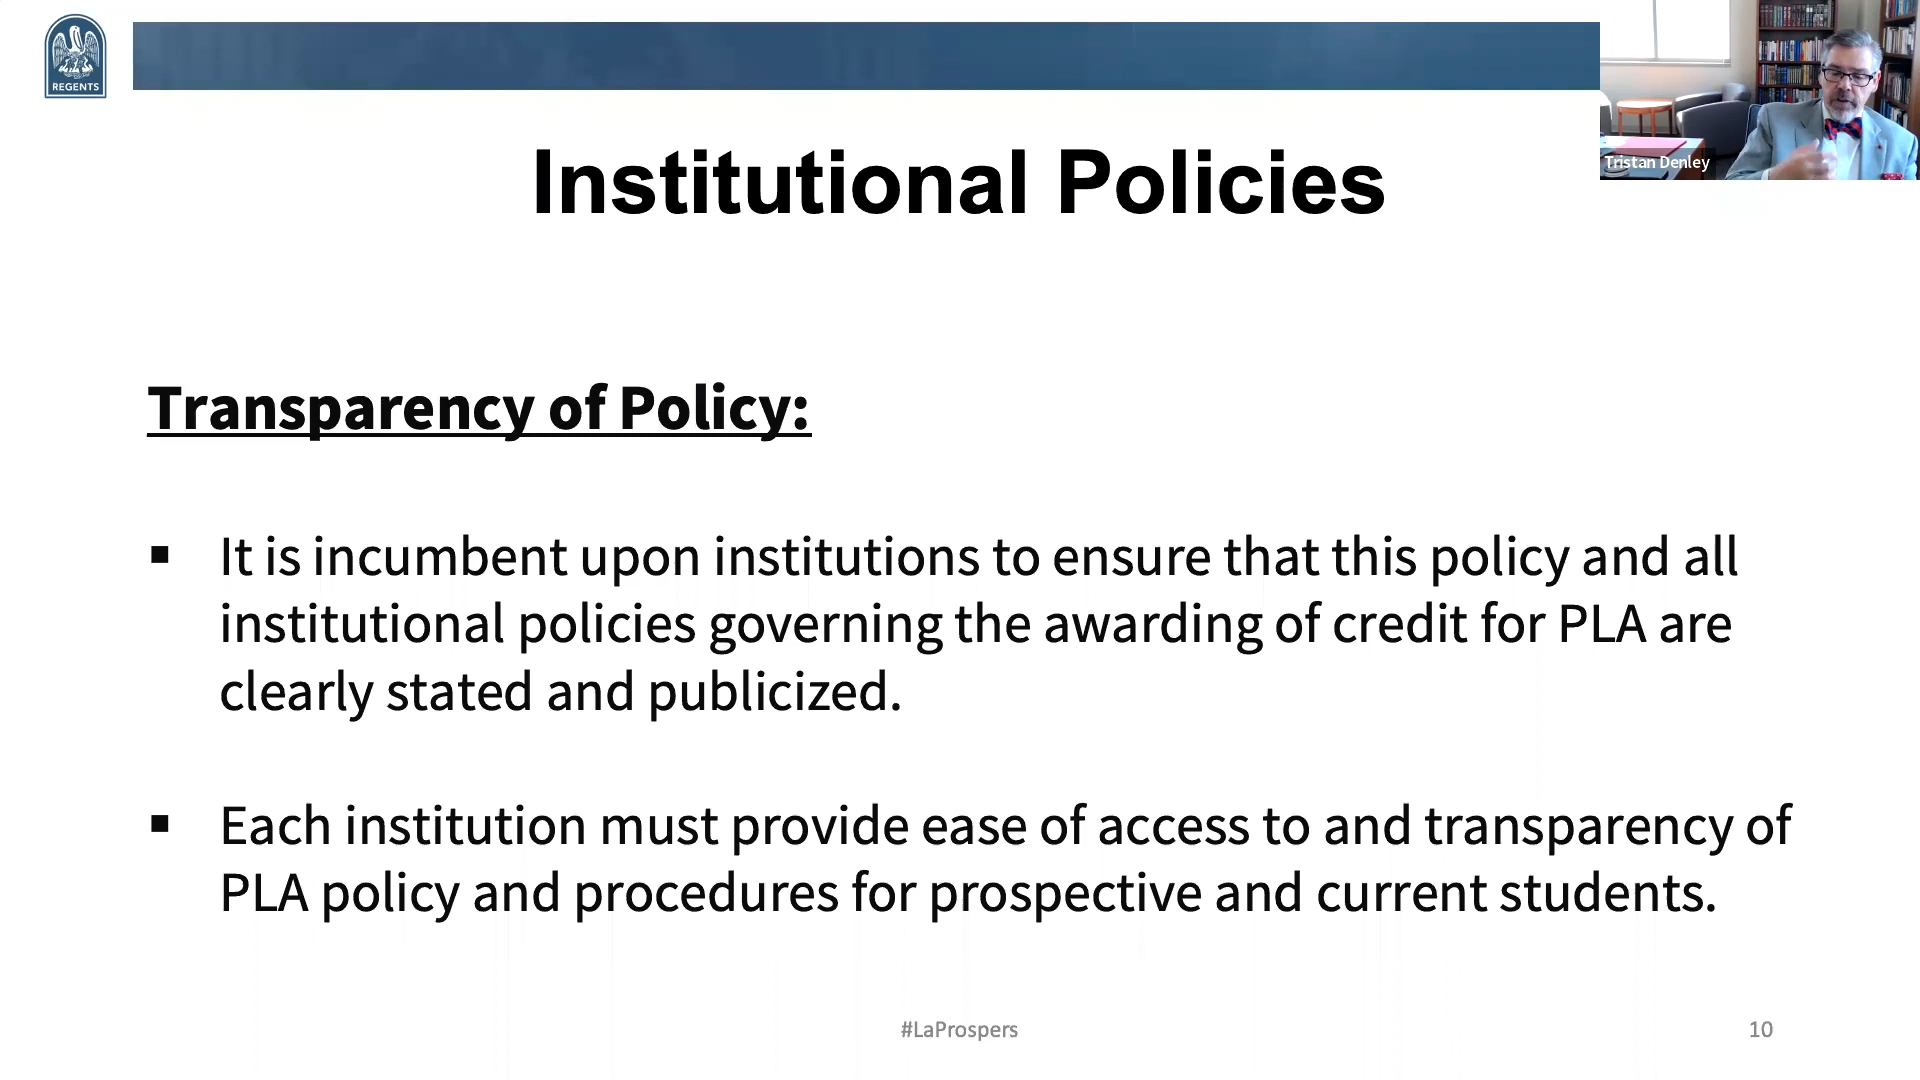 REGENTS
Tristan Denley
Institutional Policies
Transparency of Policy:
▪ It is incumbent upon institutions to ensure that this policy and all
institutional policies governing the awarding of credit for PLA are
clearly stated and publicized.
▪ Each institution must provide ease of access to and transparency of
PLA policy and procedures for prospective and current students.
#LaProspers
10